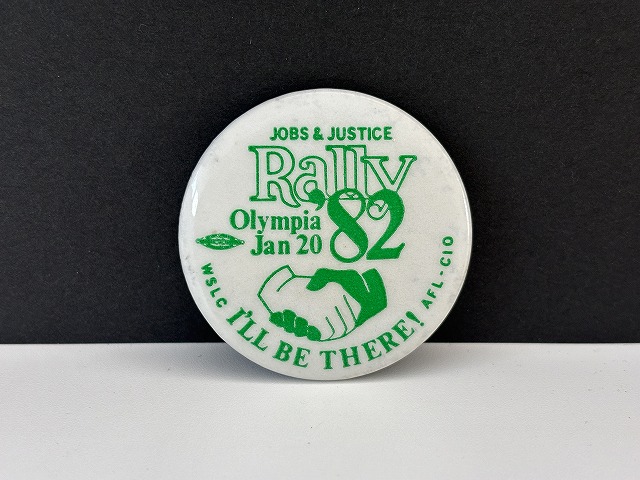 JOBS & JUSTICE
Rally
Olympia '82
Jan 20
WSLC AFL-CIO
I'LL BE THERE!